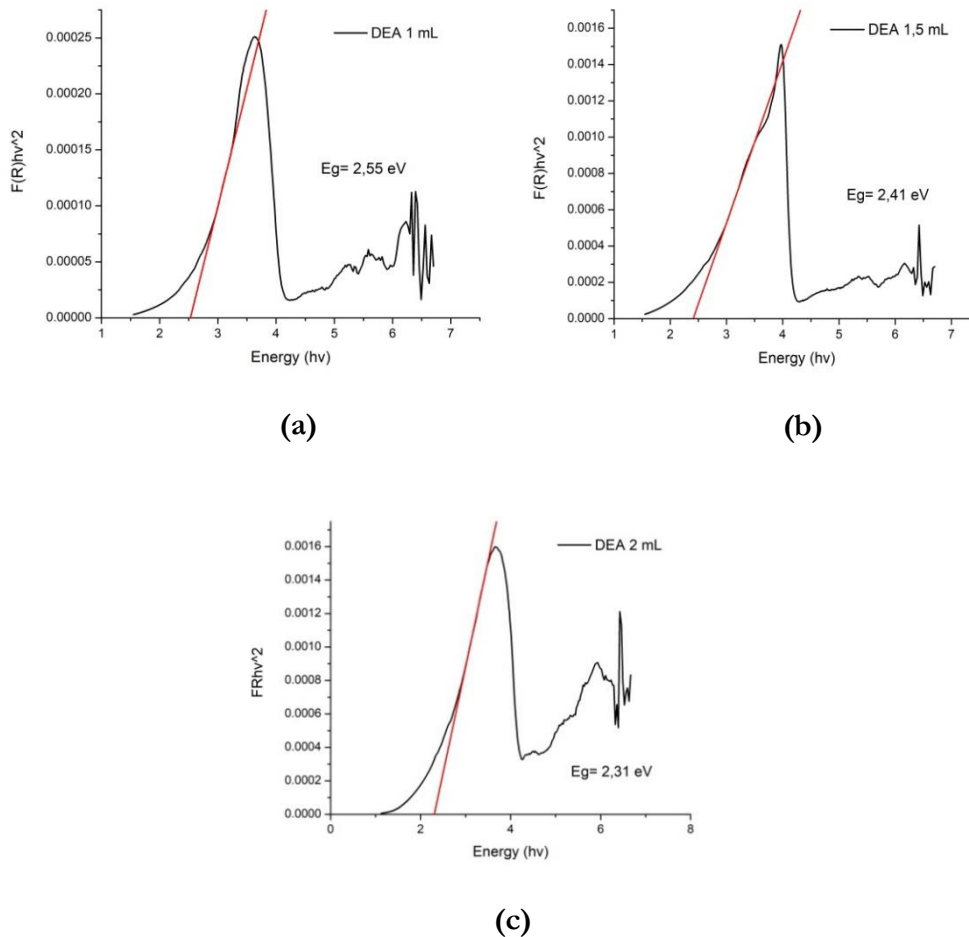 DEA 1 mL
0.00025
0.00020
0.00015
0.00010
0.00005
0.00000
F(R)hv^2
Eg= 2,55 eV
1 2 3 4 5 6 7
Energy (hv)
(a)
DEA 1,5 mL
0.0016
0.0014
0.0012
0.0010
0.0008
0.0006
0.0004
0.0002
0.0000
F(R)hv^2
Eg= 2,41 eV
1 2 3 4 5 6 7
Energy (hv)
(b)
DEA 2 mL
0.0016
0.0014
0.0012
0.0010
0.0008
0.0006
0.0004
0.0002
0.0000
FRhv^2
Eg= 2,31 eV
0 2 4 6 8
Energy (hv)
(c)